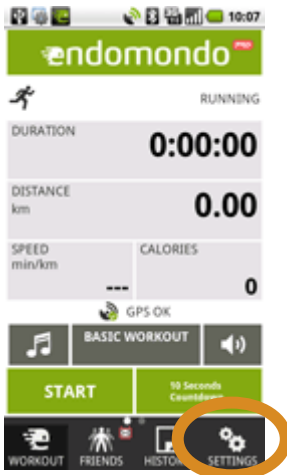 10:07
endomondo PRO
RUNNING
DURATION
0:00:00
DISTANCE
km
0.00
SPEED
min/km
---
CALORIES
0
GPS OK
BASIC WORKOUT
START
10 Seconds
Countdown
WORKOUT FRIENDS HISTORY SETTINGS